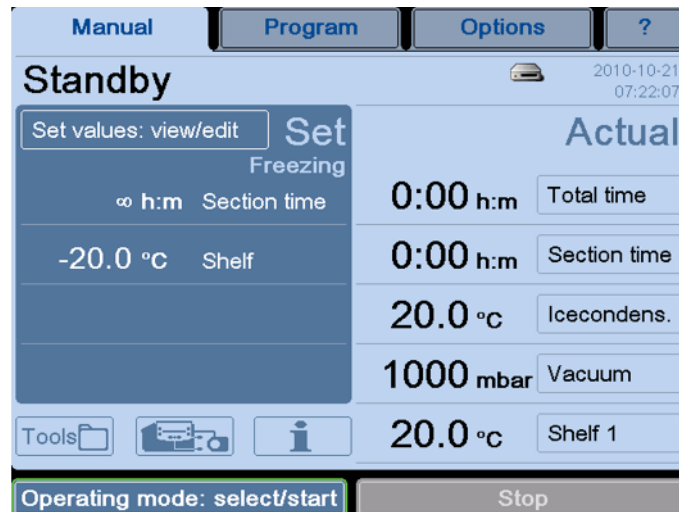 Manual Program Options ?
Standby
2010-10-21
07:22:07
Set values: view/edit Set
Freezing
∞ h:m Section time
-20.0 °C Shelf
Tools
i
Actual
0:00 h:m Total time
0:00 h:m Section time
20.0 °C Icecondens.
1000 mbar Vacuum
20.0 °C Shelf 1
Operating mode: select/start Stop